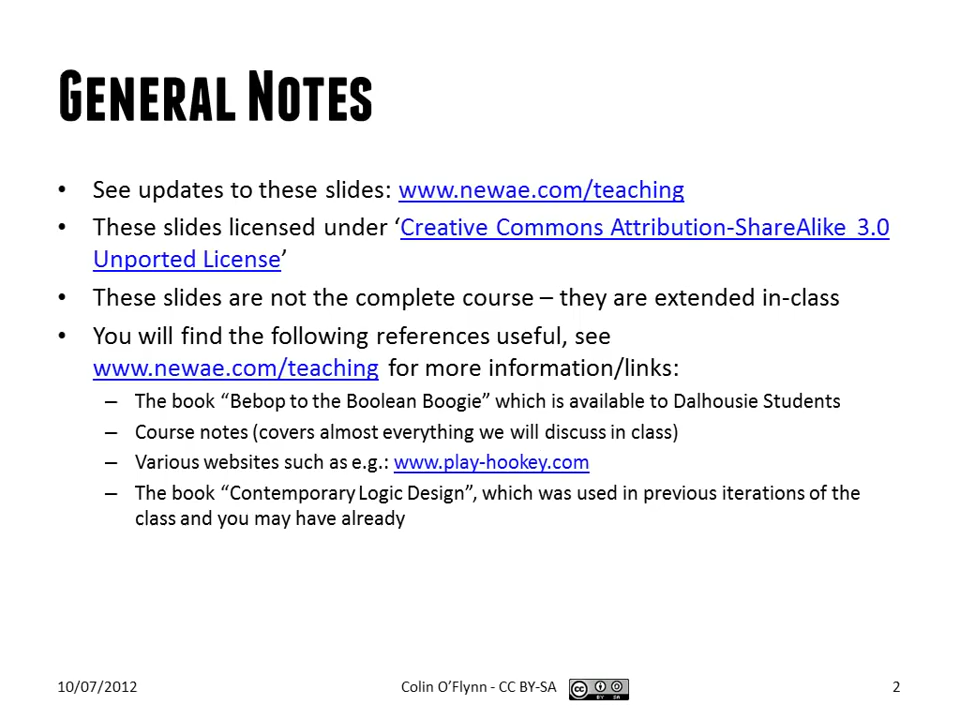 GENERAL NOTES
• See updates to these slides: www.newae.com/teaching
• These slides licensed under ‘Creative Commons Attribution-ShareAlike 3.0
Unported License’
• These slides are not the complete course – they are extended in-class
• You will find the following references useful, see
www.newae.com/teaching for more information/links:
– The book “Bebop to the Boolean Boogie” which is available to Dalhousie Students
– Course notes (covers almost everything we will discuss in class)
– Various websites such as e.g.: www.play-hookey.com
– The book “Contemporary Logic Design”, which was used in previous iterations of the
class and you may have already
10/07/2012 Colin O’Flynn - CC BY-SA cc BY SA 2